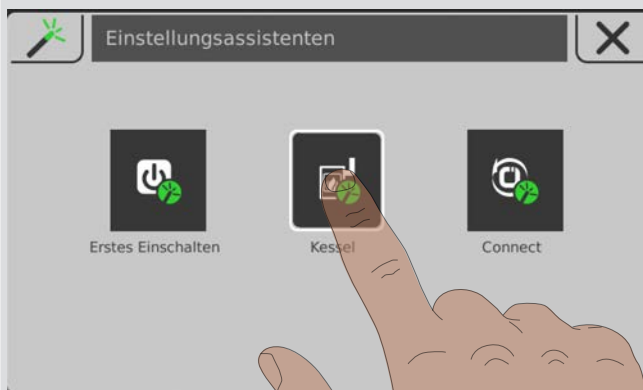 Einstellungsassistenten
Erstes Einschalten
Kessel
Connect